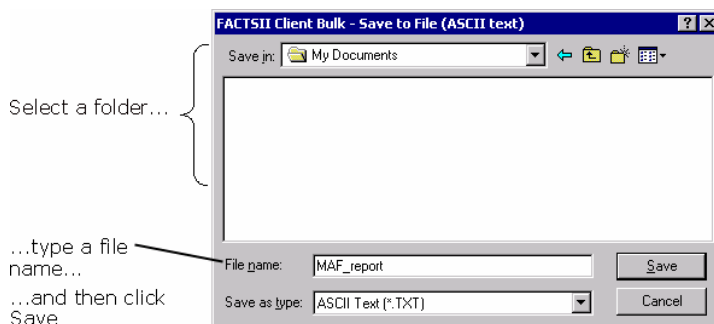 FACTSII Client Bulk - Save to File (ASCII text)
Save in: My Documents
Select a folder...
...type a file
name...
File name: MAF_report
Save
...and then click
Save
Save as type: ASCII Text (*.TXT)
Cancel